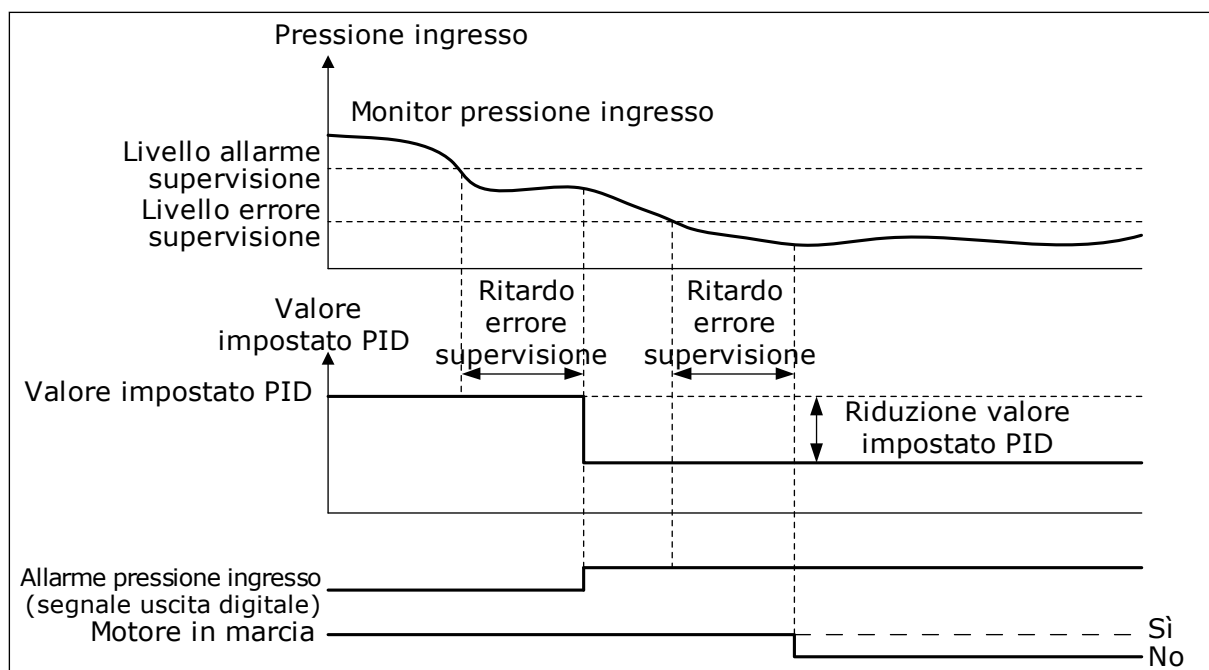 Pressione ingresso
Monitor pressione ingresso
Livello allarme
supervisione
Livello errore
supervisione
Valore
impostato PID
Ritardo
errore
supervisione
Ritardo
errore
supervisione
Valore impostato PID
Riduzione valore
impostato PID
Allarme pressione ingresso
(segnale uscita digitale)
Motore in marcia
Sì
No